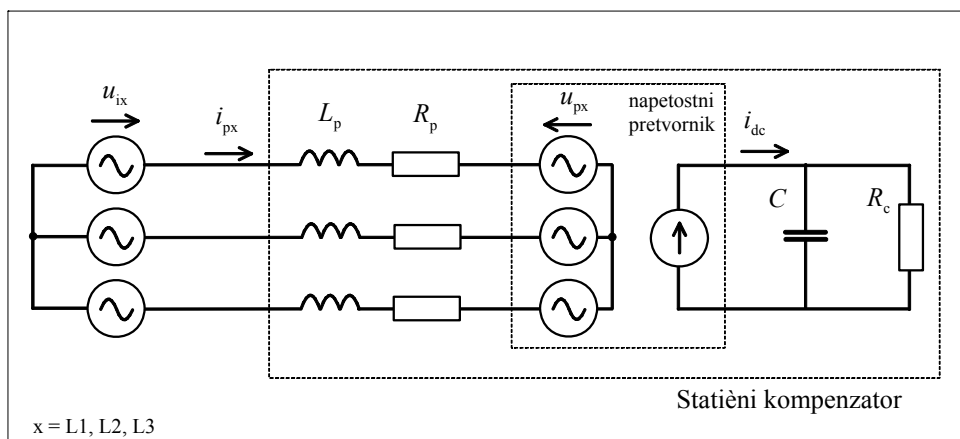 u_ix
i_px
L_p
R_p
u_px
napetostni
pretvornik
i_dc
C
R_c
Statièni kompenzator
x = L1, L2, L3